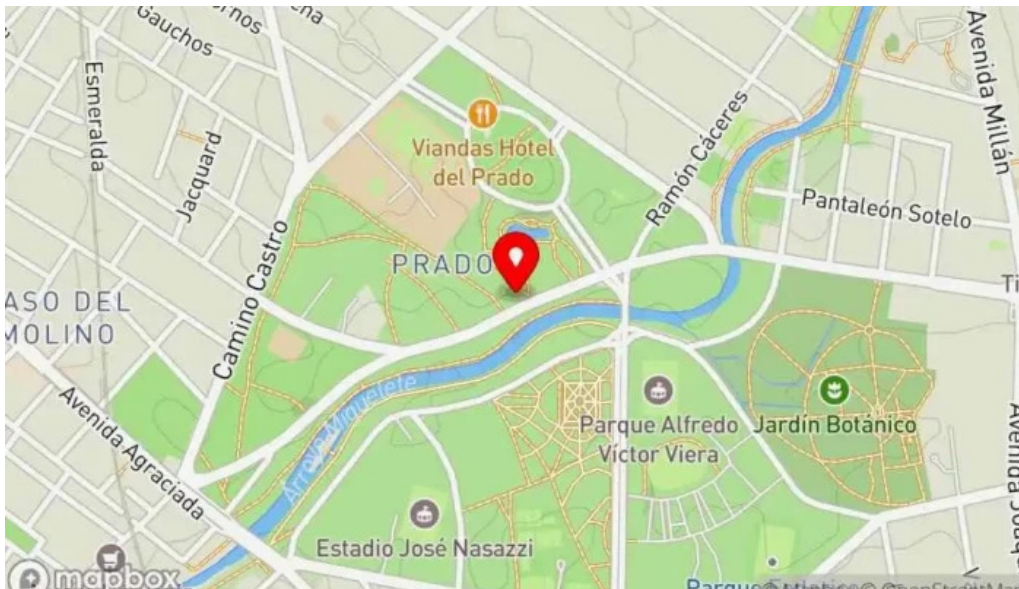 Gauchos
Esmeralda
Jacquard
Viandas Hotel
del Prado
Ramón Cáceres
Avenida Millán
Pantaleón Sotelo
PRADO
Camino Castro
ASO DEL
MOLINO
Avenida Agraciada
Arroyo Miguelete
Parque Alfredo
Víctor Viera
Jardín Botánico
Estadio José Nasazzi
mapbox